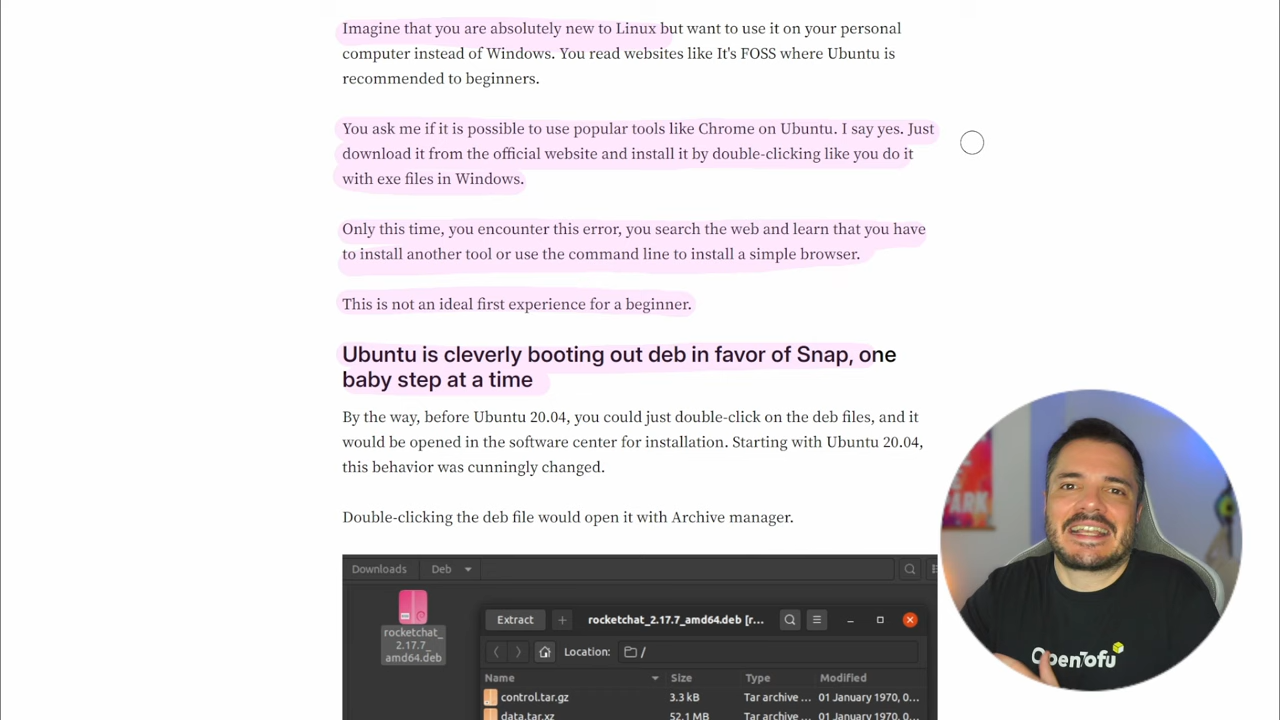 Imagine that you are absolutely new to Linux but want to use it on your personal
computer instead of Windows. You read websites like It's FOSS where Ubuntu is
recommended to beginners.
You ask me if it is possible to use popular tools like Chrome on Ubuntu. I say yes. Just
download it from the official website and install it by double-clicking like you do it
with exe files in Windows.
Only this time, you encounter this error, you search the web and learn that you have
to install another tool or use the command line to install a simple browser.
This is not an ideal first experience for a beginner.
Ubuntu is cleverly booting out deb in favor of Snap, one
baby step at a time
By the way, before Ubuntu 20.04, you could just double-click on the deb files, and it
would be opened in the software center for installation. Starting with Ubuntu 20.04,
this behavior was cunningly changed.
Double-clicking the deb file would open it with Archive manager.
Downloads Deb
rocketchat_
2.17.7_
amd64.deb
Extract + rocketchat_2.17.7_amd64.deb [r...
Location: /
Name Size Type Modified
control.tar.gz 3.3 kB Tar archive ... 01 January 1970, 0...
data.tar.xz 52.1 MB Tar archive ... 01 January 1970, 0...
OpenTofu